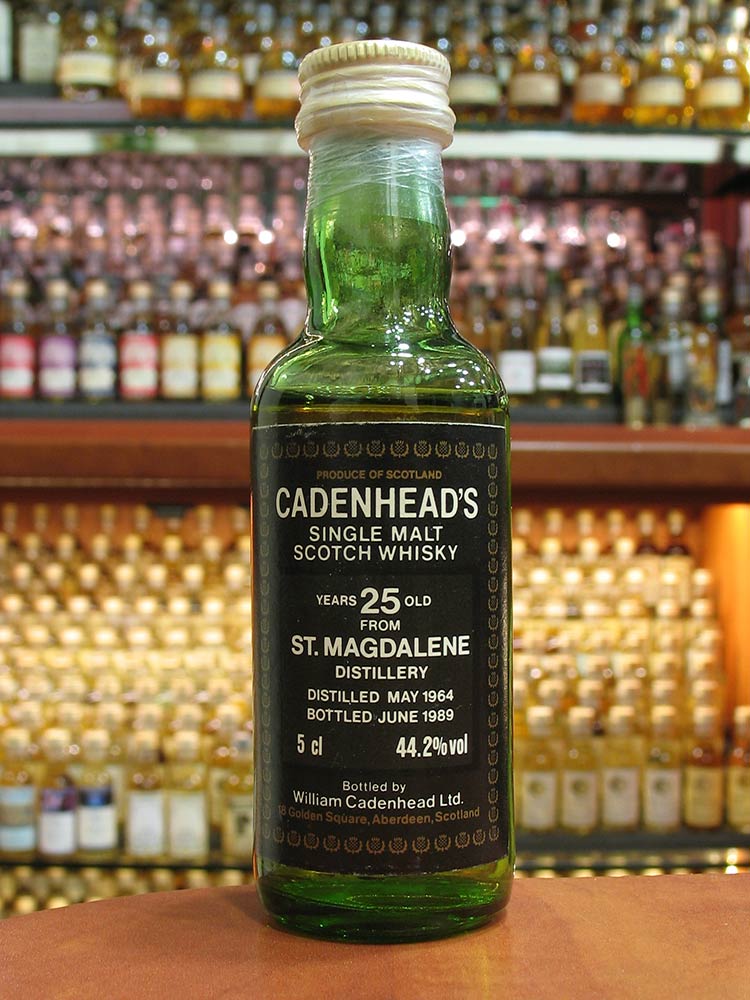 PRODUCE OF SCOTLAND
CADENHEAD'S
SINGLE MALT
SCOTCH WHISKY
YEARS 25 OLD
FROM
ST. MAGDALENE
DISTILLERY
DISTILLED MAY 1964
BOTTLED JUNE 1989
5 cl 44.2%vol
Bottled by
William Cadenhead Ltd.
18 Golden Square, Aberdeen, Scotland